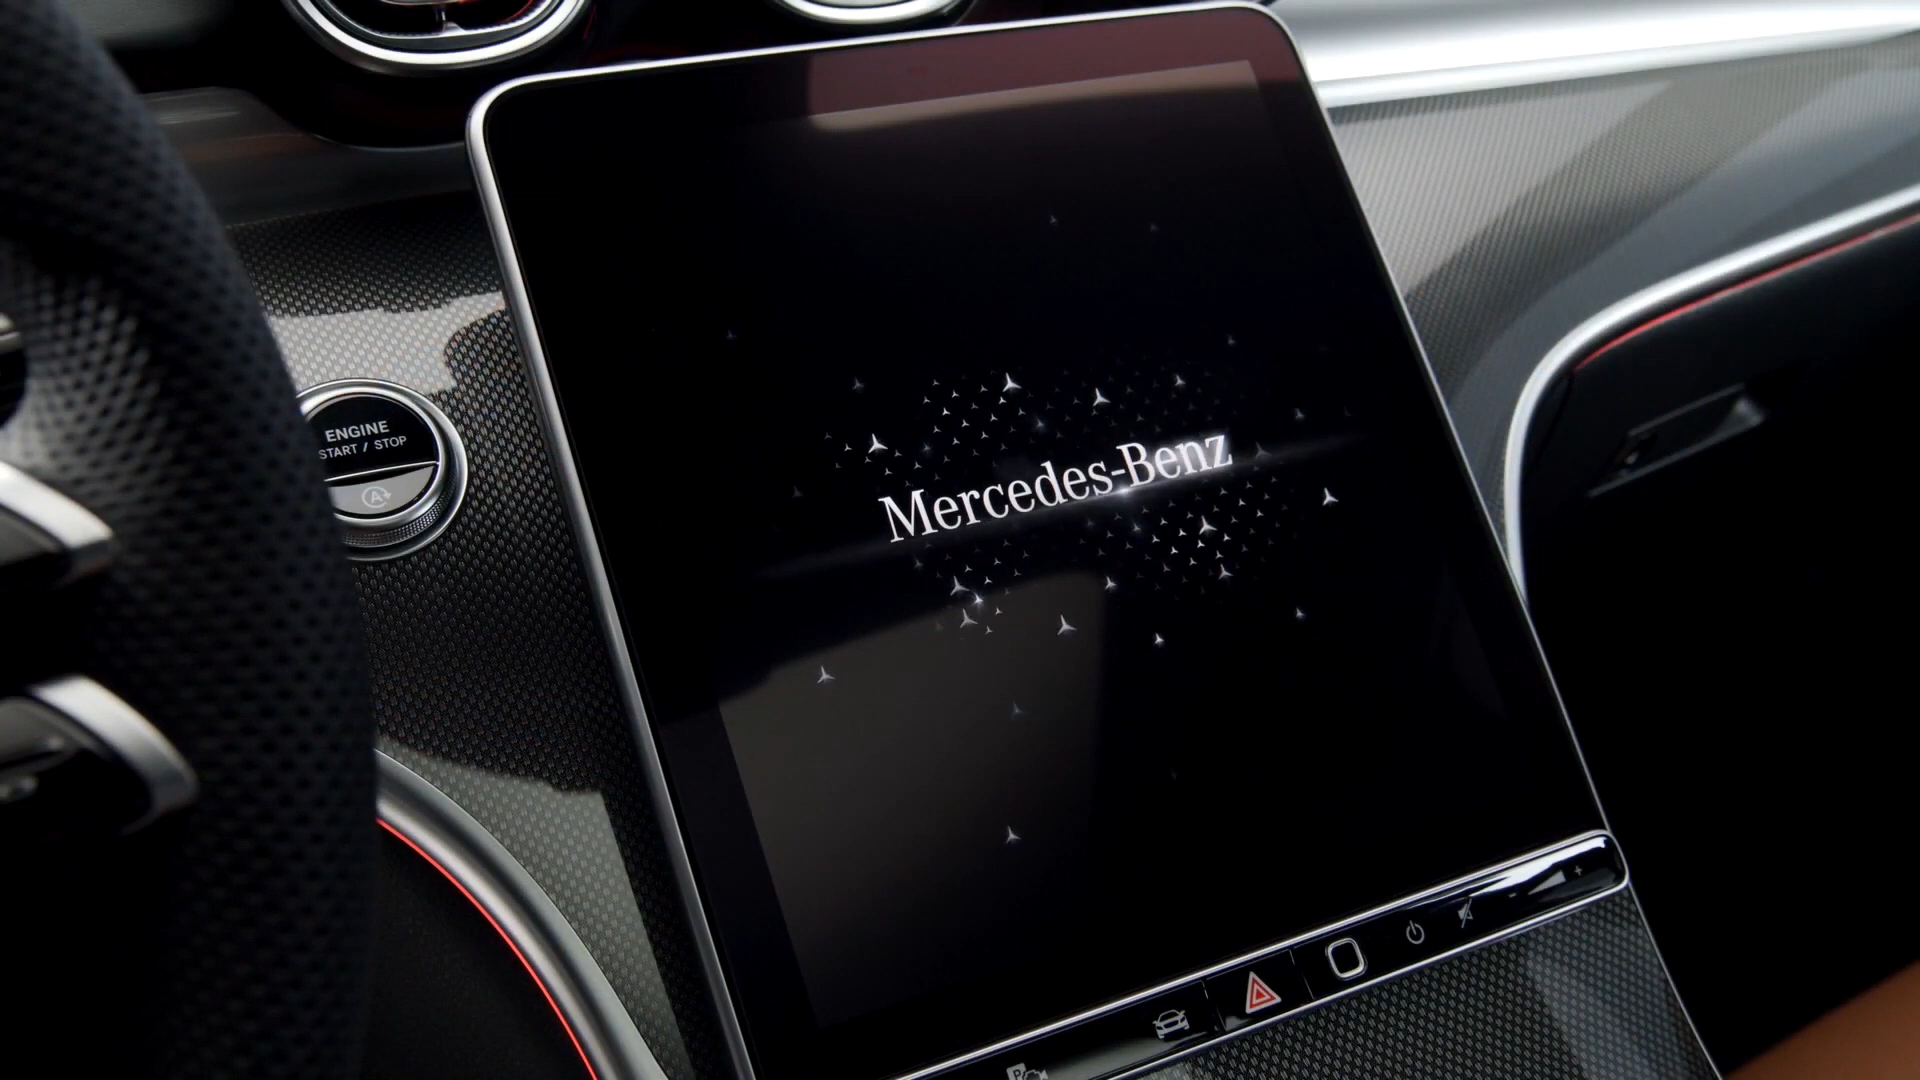 ENGINE
START / STOP
A
Mercedes-Benz
P
- +